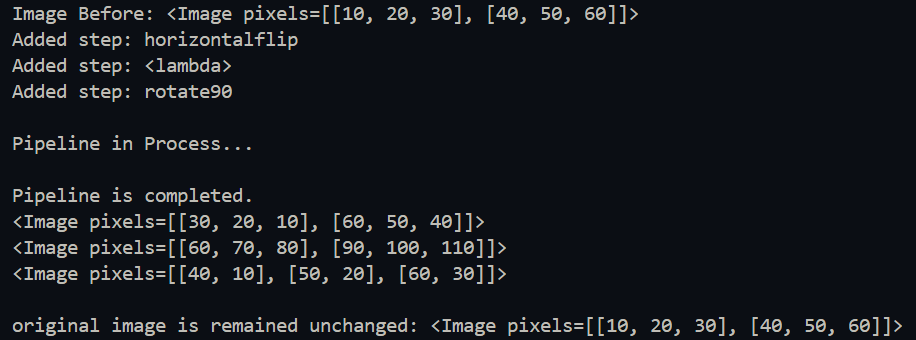 Image Before: <Image pixels=[[10, 20, 30], [40, 50, 60]]>
Added step: horizontalflip
Added step: <lambda>
Added step: rotate90
Pipeline in Process...
Pipeline is completed.
<Image pixels=[[30, 20, 10], [60, 50, 40]]>
<Image pixels=[[60, 70, 80], [90, 100, 110]]>
<Image pixels=[[40, 10], [50, 20], [60, 30]]>
original image is remained unchanged: <Image pixels=[[10, 20, 30], [40, 50, 60]]>